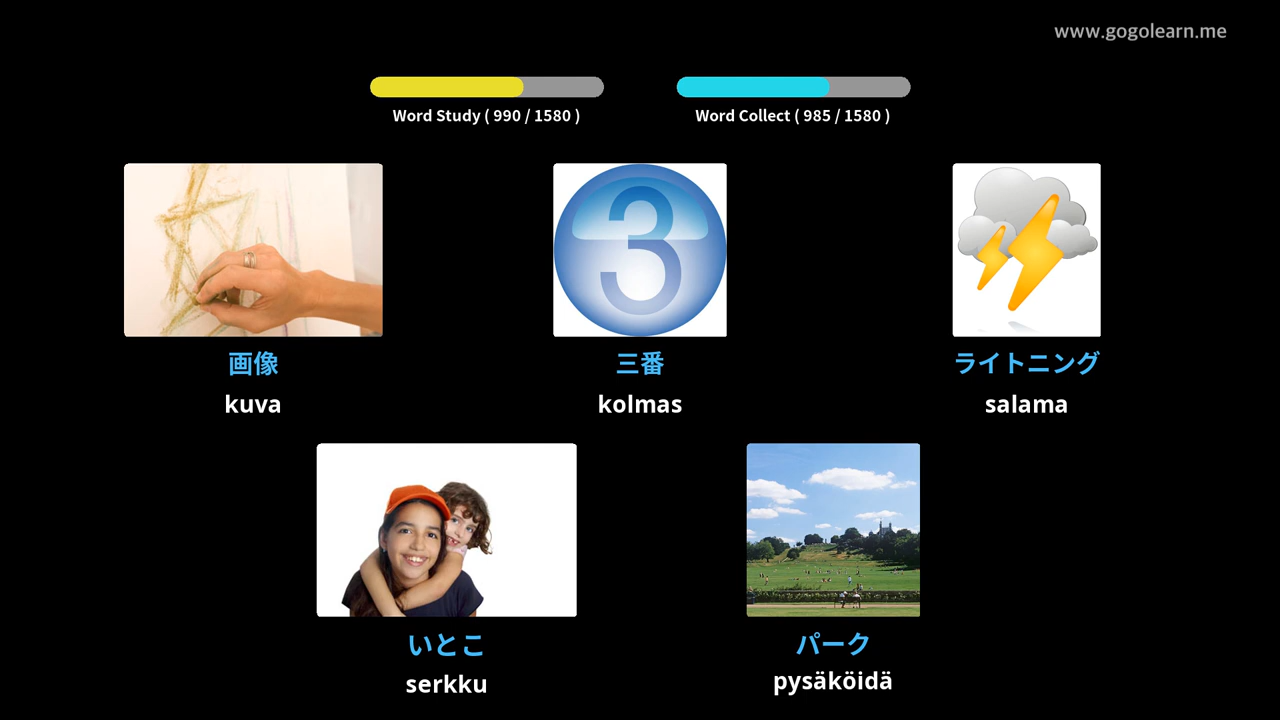 www.gogolearn.me
Word Study ( 990 / 1580 )
Word Collect ( 985 / 1580 )
3
画像
kuva
三番
kolmas
ライトニング
salama
いとこ
serkku
パーク
pysäköidä